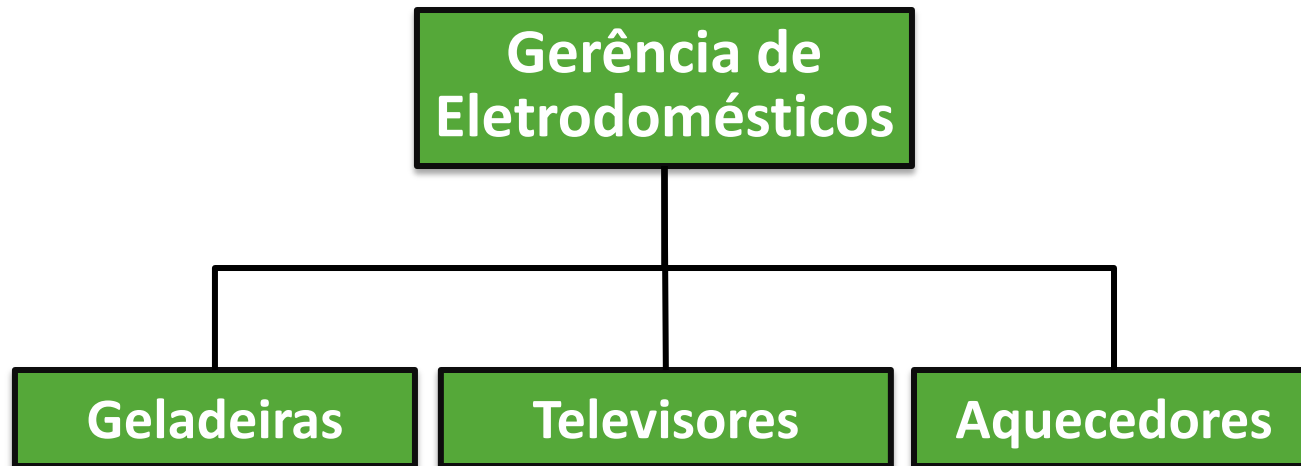 Gerência de
Eletrodomésticos
Geladeiras
Televisores
Aquecedores